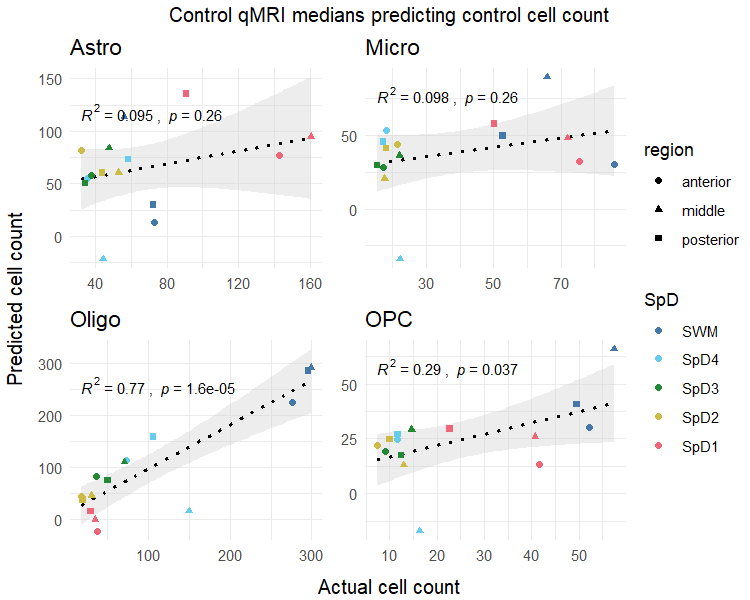 Control qMRI medians predicting control cell count
Astro
Micro
150
100
50
0
R² = 0.095 , p = 0.26
40
80
120
160
50
0
R² = 0.098 , p = 0.26
30
50
70
Oligo
OPC
300
200
100
0
R² = 0.77 , p = 1.6e-05
100
200
300
50
25
0
R² = 0.29 , p = 0.037
10
20
30
40
50
Predicted cell count
Actual cell count
region
anterior
middle
posterior
SpD
SWM
SpD4
SpD3
SpD2
SpD1